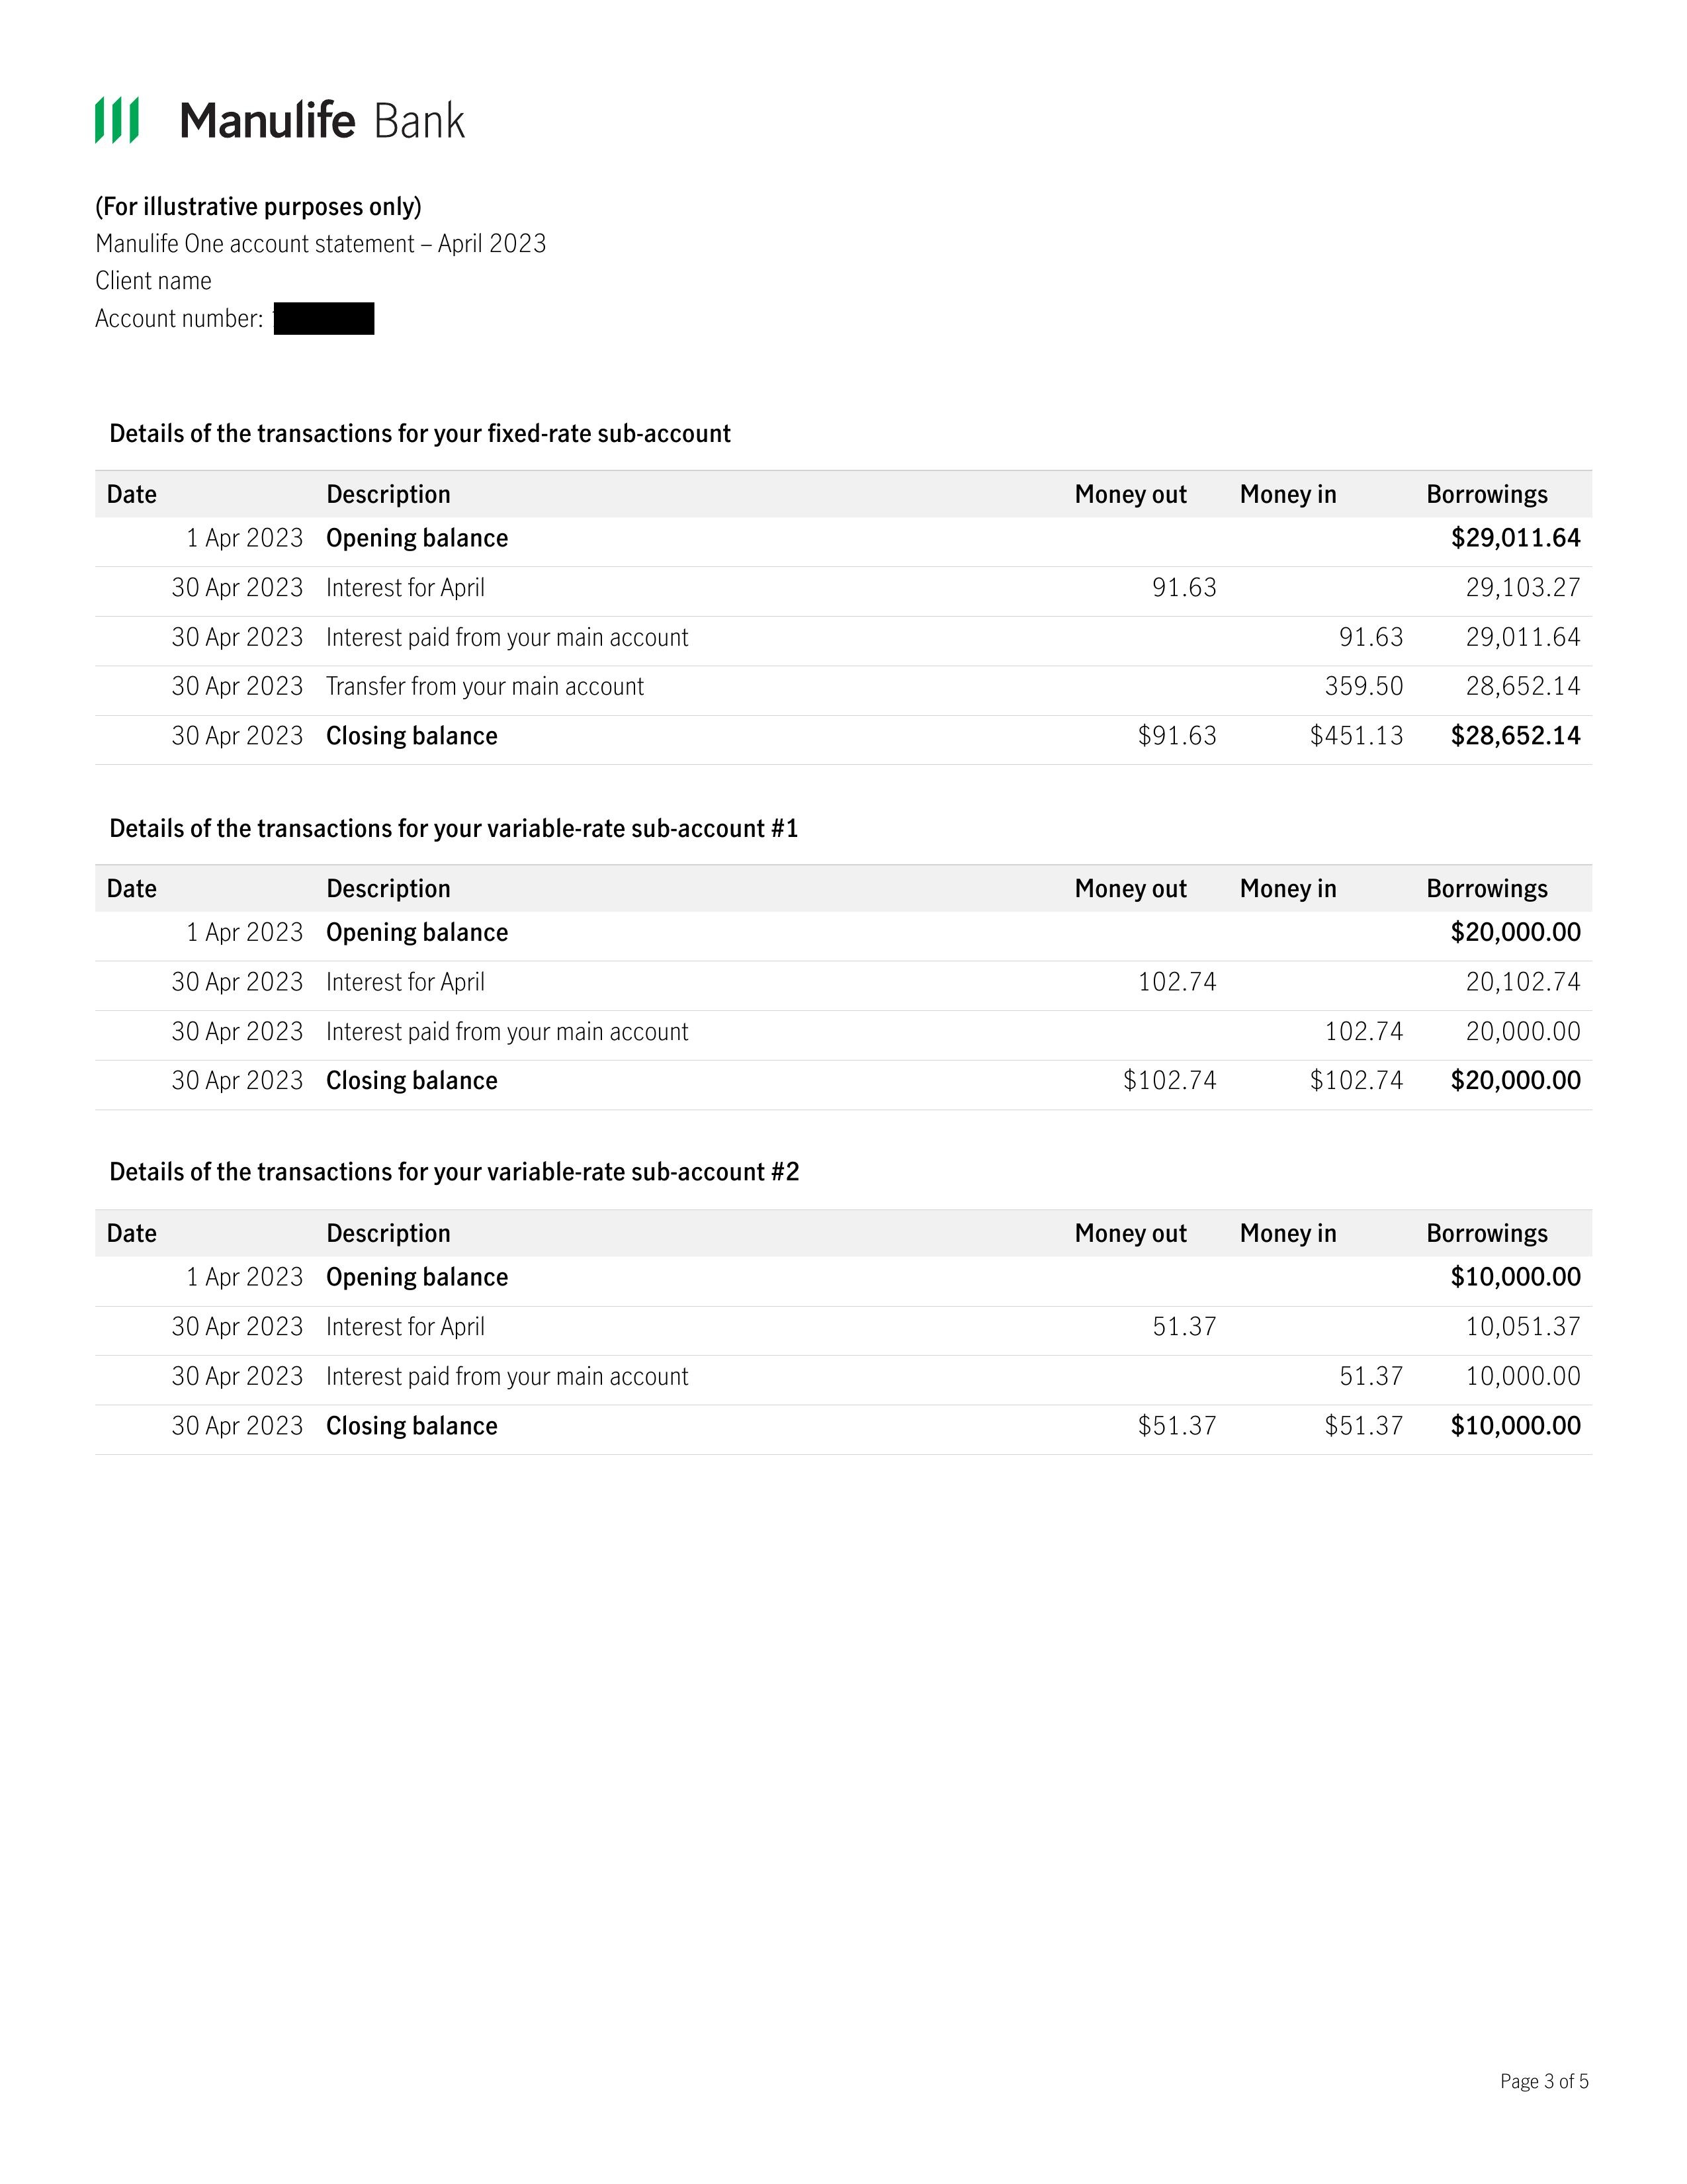 Manulife Bank
(For illustrative purposes only)
Manulife One account statement – April 2023
Client name
Account number:
Details of the transactions for your fixed-rate sub-account
Date Description Money out Money in Borrowings
1 Apr 2023 Opening balance $29,011.64
30 Apr 2023 Interest for April 91.63 29,103.27
30 Apr 2023 Interest paid from your main account 91.63 29,011.64
30 Apr 2023 Transfer from your main account 359.50 28,652.14
30 Apr 2023 Closing balance $91.63 $451.13 $28,652.14
Details of the transactions for your variable-rate sub-account #1
Date Description Money out Money in Borrowings
1 Apr 2023 Opening balance $20,000.00
30 Apr 2023 Interest for April 102.74 20,102.74
30 Apr 2023 Interest paid from your main account 102.74 20,000.00
30 Apr 2023 Closing balance $102.74 $102.74 $20,000.00
Details of the transactions for your variable-rate sub-account #2
Date Description Money out Money in Borrowings
1 Apr 2023 Opening balance $10,000.00
30 Apr 2023 Interest for April 51.37 10,051.37
30 Apr 2023 Interest paid from your main account 51.37 10,000.00
30 Apr 2023 Closing balance $51.37 $51.37 $10,000.00
Page 3 of 5